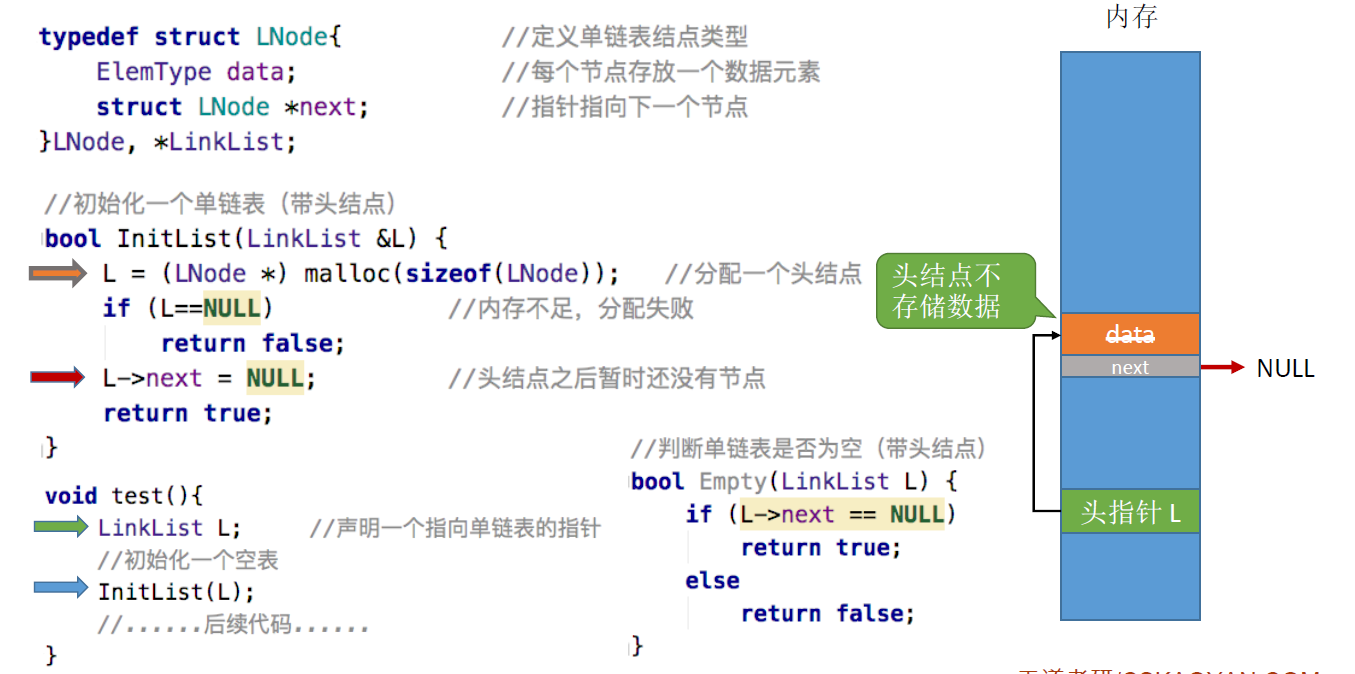 typedef struct LNode{ //定义单链表结点类型
ElemType data; //每个节点存放一个数据元素
struct LNode *next; //指针指向下一个节点
}LNode, *LinkList;
//初始化一个单链表（带头结点）
bool InitList(LinkList &L) {
L = (LNode *) malloc(sizeof(LNode)); //分配一个头结点
if (L==NULL) //内存不足，分配失败
return false;
L->next = NULL; //头结点之后暂时还没有节点
return true;
}
void test(){
LinkList L; //声明一个指向单链表的指针
//初始化一个空表
InitList(L);
//......后续代码......
}
//判断单链表是否为空（带头结点）
bool Empty(LinkList L) {
if (L->next == NULL)
return true;
else
return false;
}
内存
头结点不
存储数据
data
next
NULL
头指针 L